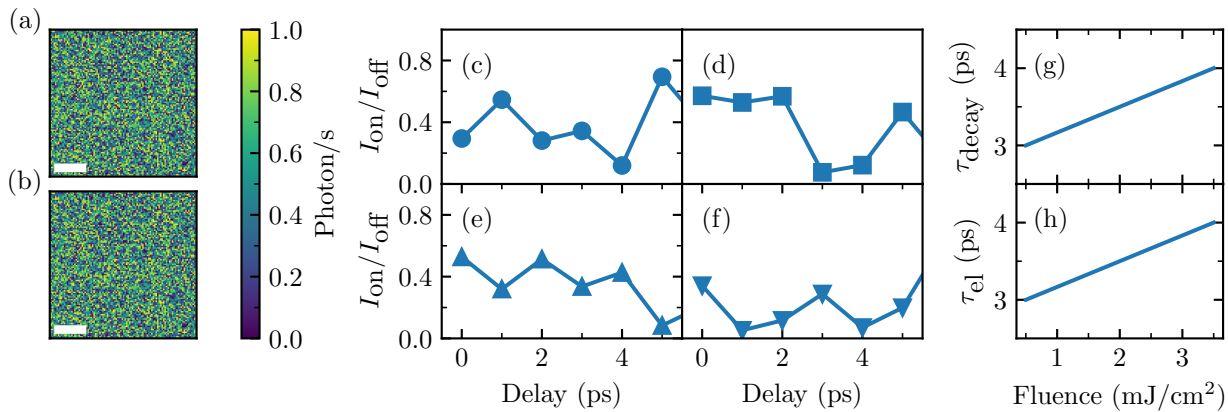 (a)
(b)
1.0
0.8
0.6
0.4
0.2
0.0
Photon/s
(c)
(d)
0.8
0.4
0.0
I_on/I_off
(e)
(f)
0.8
0.4
0.0
I_on/I_off
0 2 4
Delay (ps)
0 2 4
Delay (ps)
(g)
4
3
τ_decay (ps)
(h)
4
3
τ_el (ps)
1 2 3
Fluence (mJ/cm²)